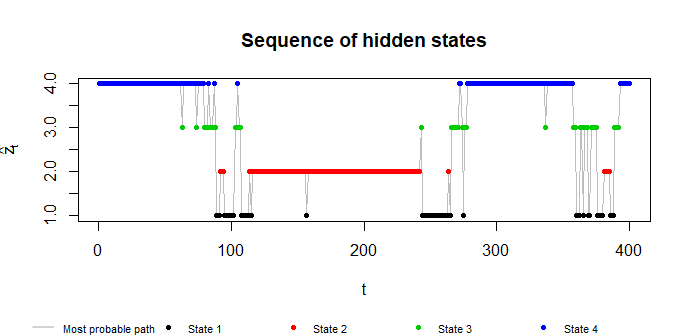 Sequence of hidden states
4.0
3.0
2.0
1.0
ẑt
0 100 200 300 400
t
Most probable path State 1 State 2 State 3 State 4